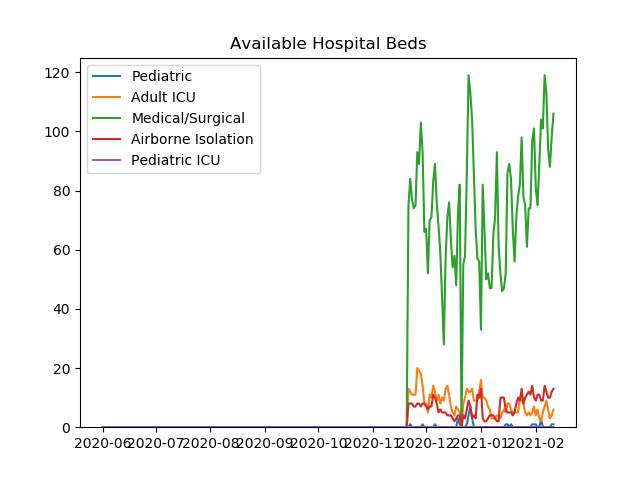 Available Hospital Beds
Pediatric
Adult ICU
Medical/Surgical
Airborne Isolation
Pediatric ICU
120
100
80
60
40
20
0
2020-06 2020-07 2020-08 2020-09 2020-10 2020-11 2020-12 2021-01 2021-02